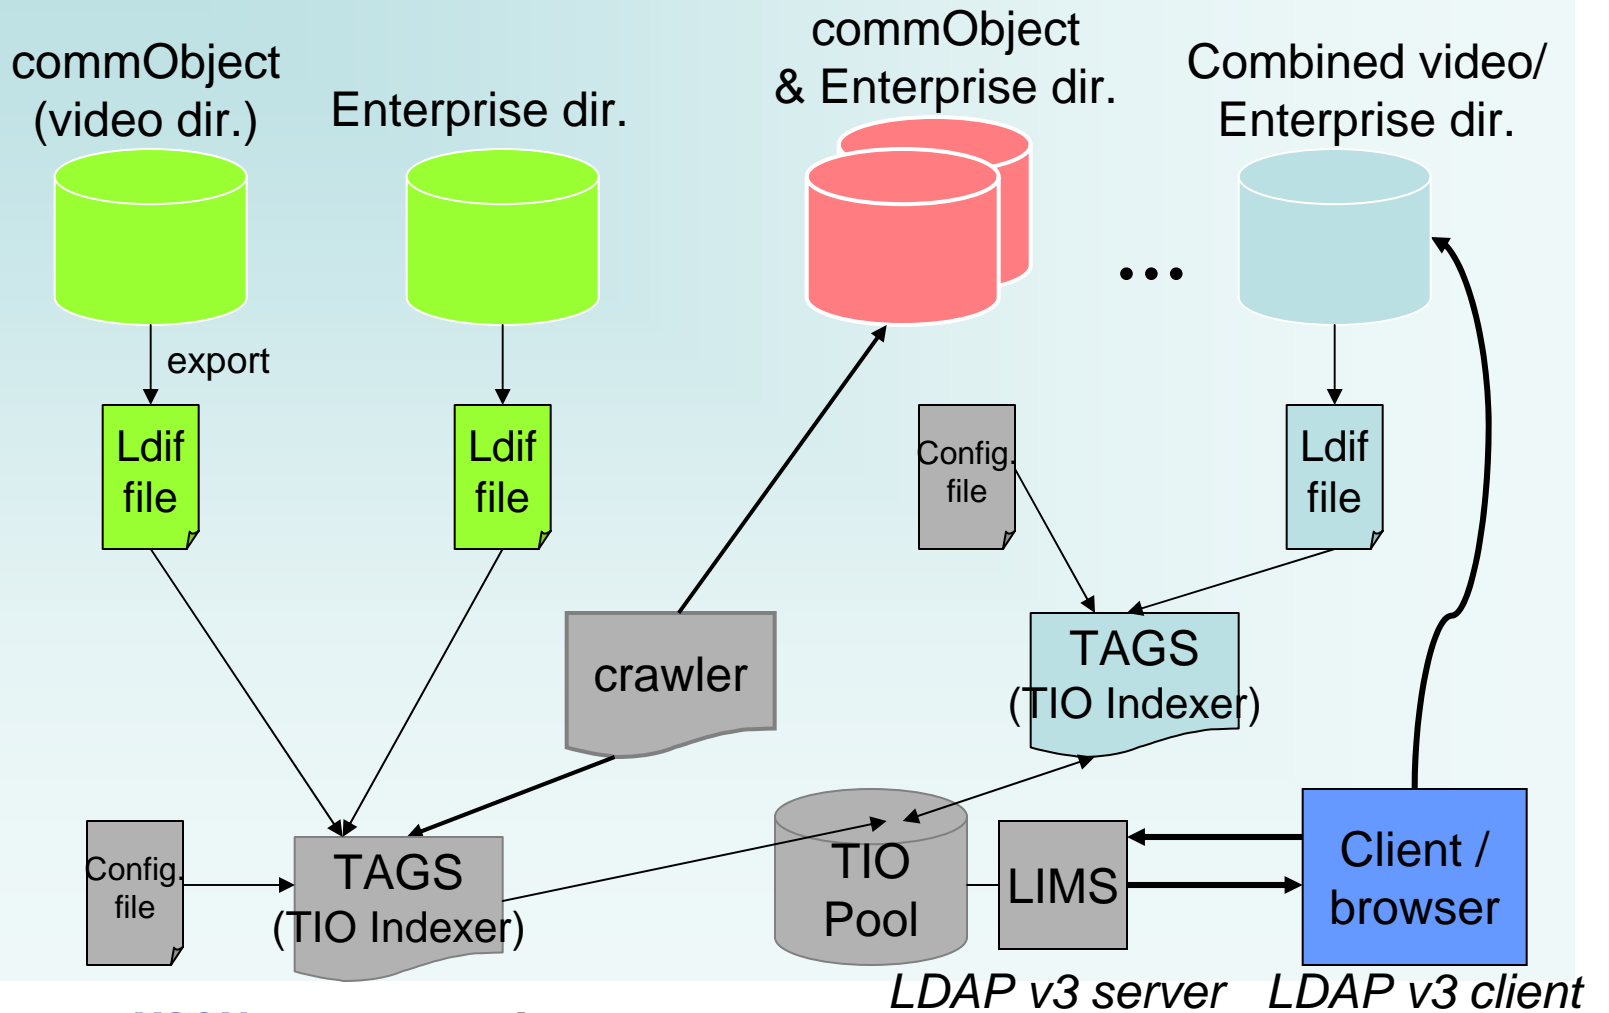 commObject
(video dir.)
Enterprise dir.
commObject
& Enterprise dir.
Combined video/
Enterprise dir.
...
export
Ldif
file
Ldif
file
Config.
file
Ldif
file
crawler
TAGS
(TIO Indexer)
Config.
file
TAGS
(TIO Indexer)
TIO
Pool
LIMS
Client /
browser
LDAP v3 server
LDAP v3 client